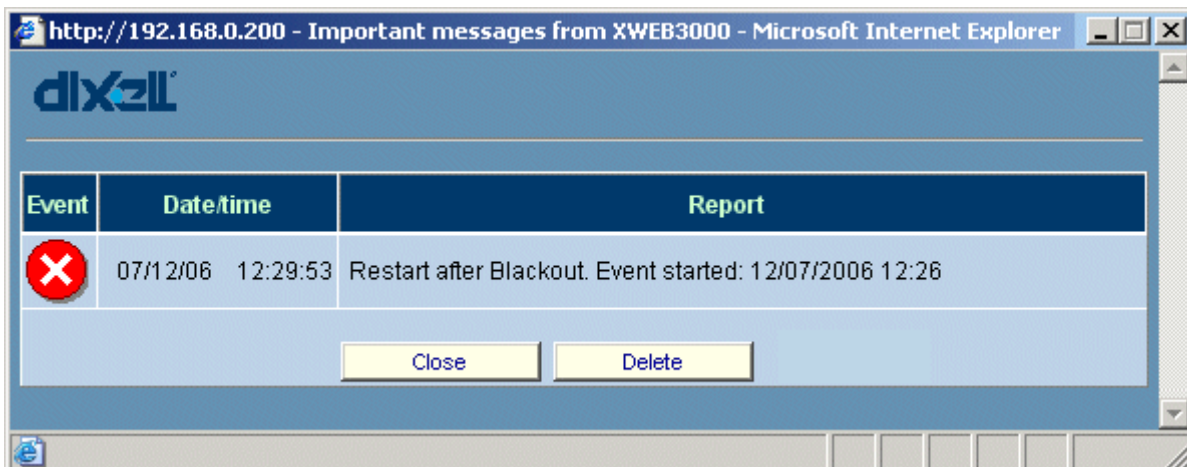 http://192.168.0.200 - Important messages from XWEB3000 - Microsoft Internet Explorer
dixell
Event Date/time Report
07/12/06 12:29:53 Restart after Blackout. Event started: 12/07/2006 12:26
Close Delete